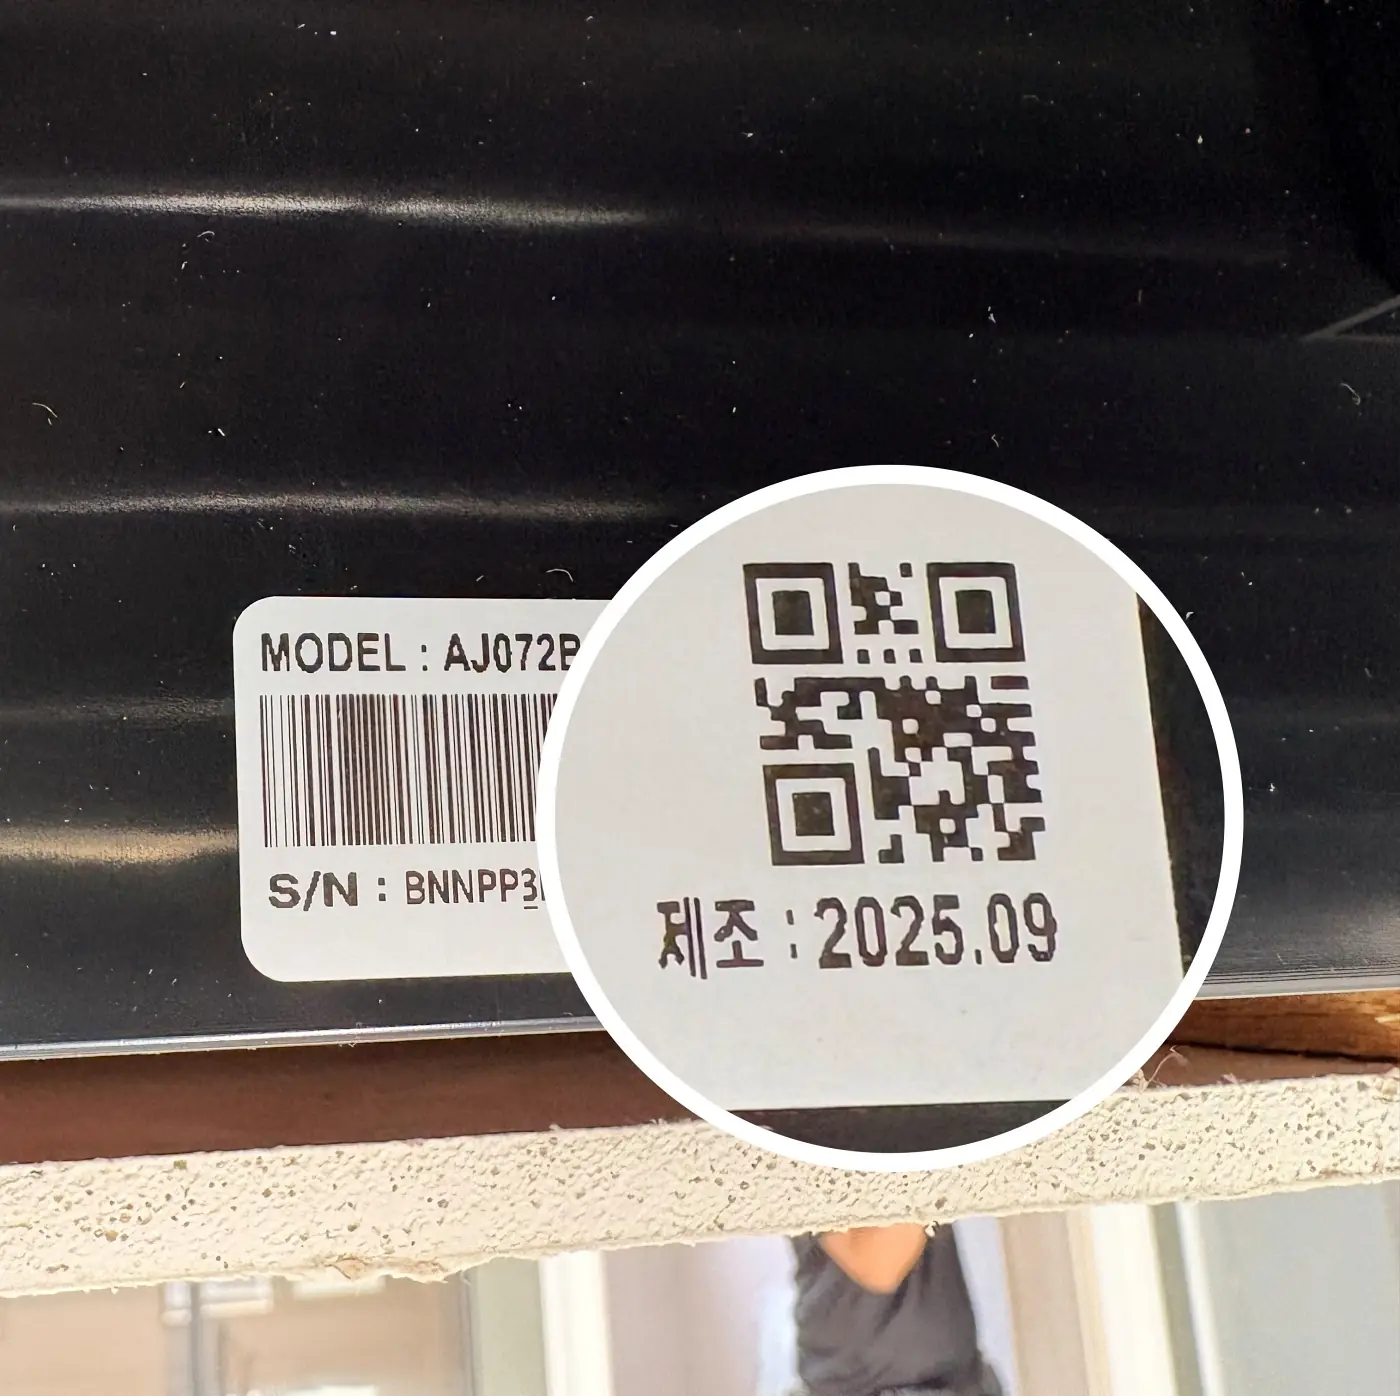 MODEL : AJ072B
S/N : BNNPP3
제조 : 2025.09